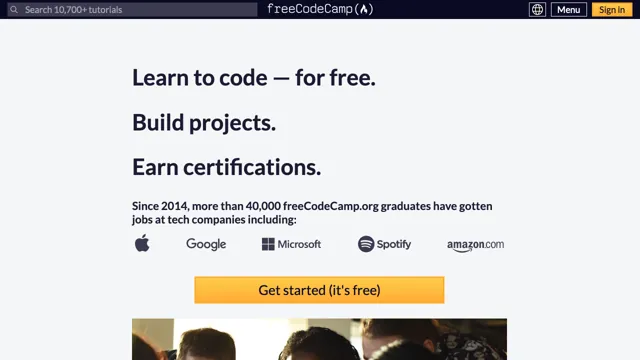 Search 10,700+ tutorials
freeCodeCamp(🔥)
Menu
Sign in
Learn to code — for free.
Build projects.
Earn certifications.
Since 2014, more than 40,000 freeCodeCamp.org graduates have gotten
jobs at tech companies including:
Google
Microsoft
Spotify
amazon.com
Get started (it's free)